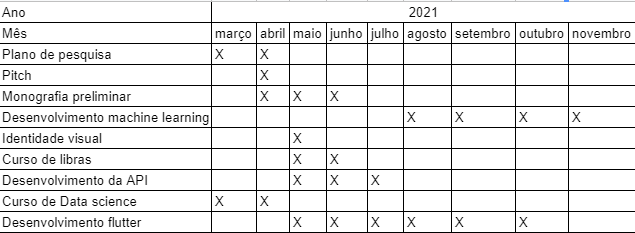 Ano 2021
Mês março abril maio junho julho agosto setembro outubro novembro
Plano de pesquisa X X
Pitch X
Monografia preliminar X X X
Desenvolvimento machine learning X X X X
Identidade visual X
Curso de libras X X
Desenvolvimento da API X X X
Curso de Data science X X
Desenvolvimento flutter X X X X X X